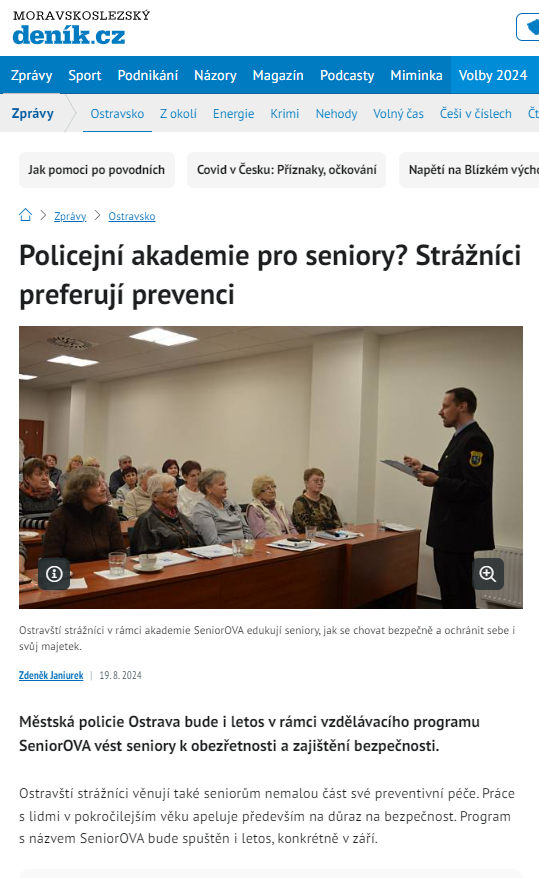 MORAVSKOSLEZSKÝ
deník.cz
Zprávy Sport Podnikání Názory Magazín Podcasty Miminka Volby 2024
Zprávy Ostravsko Z okolí Energie Krimi Nehody Volný čas Češi v číslech Čt
Jak pomoci po povodních Covid v Česku: Příznaky, očkování Napětí na Blízkém výcho
Zprávy Ostravsko
Policejní akademie pro seniory? Strážníci
preferují prevenci
Ostravští strážníci v rámci akademie SeniorOVA edukují seniory, jak se chovat bezpečně a ochránit sebe i
svůj majetek.
Zdeněk Janiurek | 19. 8. 2024
Městská policie Ostrava bude i letos v rámci vzdělávacího programu
SeniorOVA vést seniory k obezřetnosti a zajištění bezpečnosti.
Ostravští strážníci věnují také seniorům nemalou část své preventivní péče. Práce
s lidmi v pokročilejším věku apeluje především na důraz na bezpečnost. Program
s názvem SeniorOVA bude spuštěn i letos, konkrétně v září.